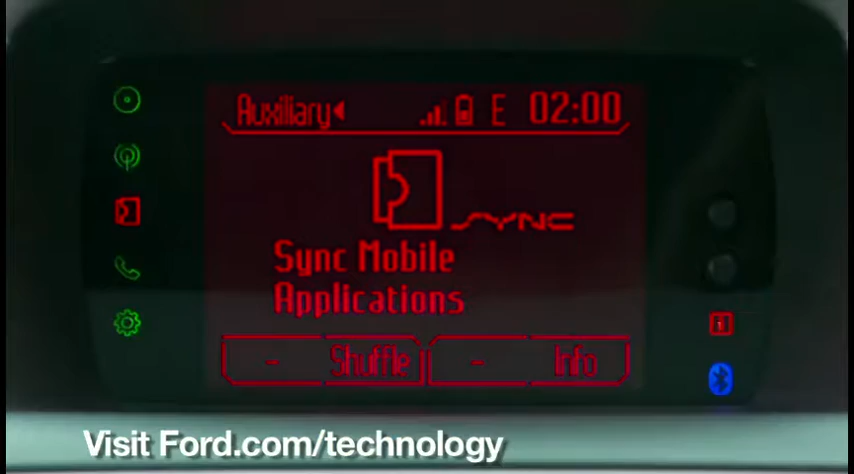 Auxiliary
E 02:00
SYNC
Sync Mobile
Applications
- Shuffle - Info
Visit Ford.com/technology